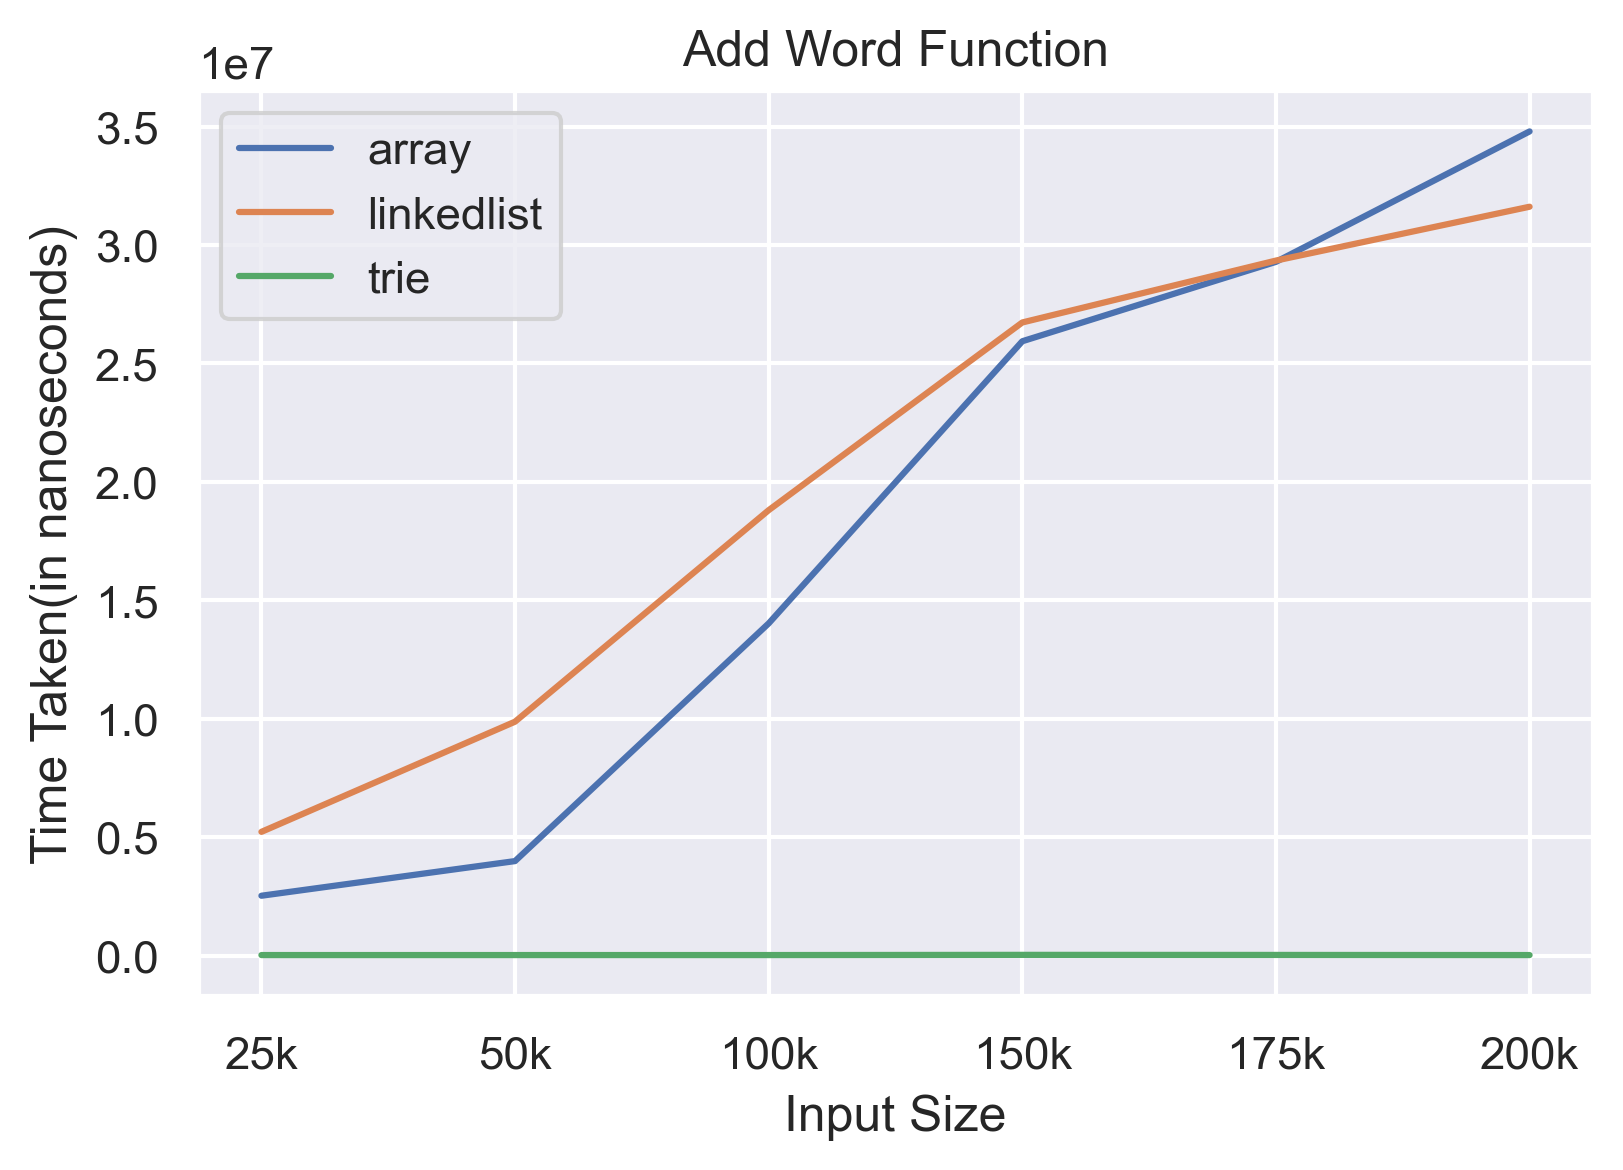 Add Word Function
1e7
array
linkedlist
trie
3.5
3.0
2.5
2.0
1.5
1.0
0.5
0.0
Time Taken(in nanoseconds)
25k 50k 100k 150k 175k 200k
Input Size